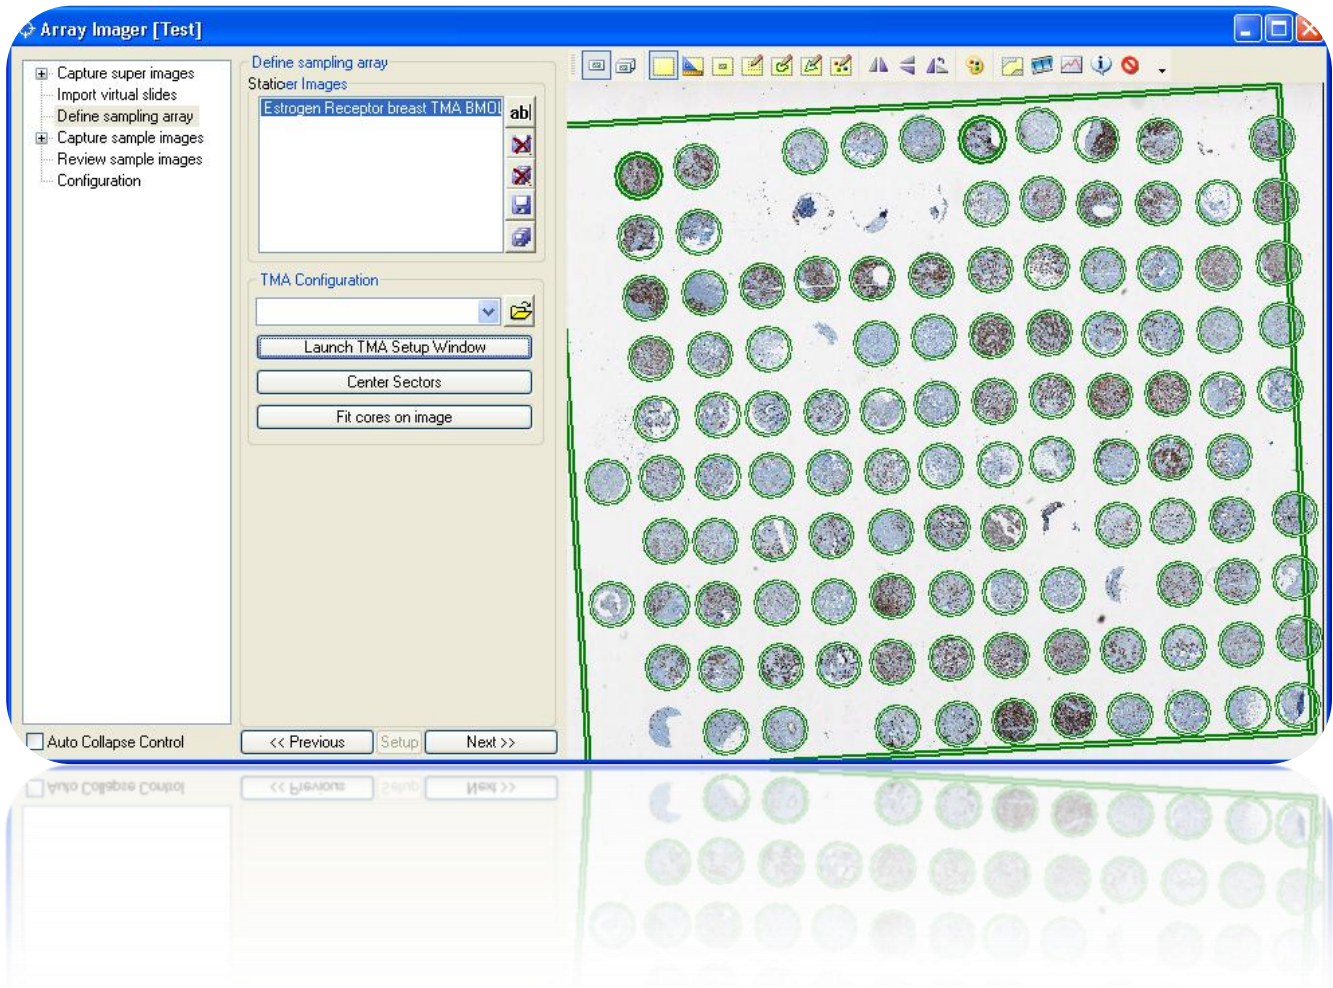 Array Imager [Test]
Capture super images
Import virtual slides
Define sampling array
Capture sample images
Review sample images
Configuration
Auto Collapse Control
Define sampling array
Staticer Images
Estrogen Receptor breast TMA BMOL
ab|
TMA Configuration
Launch TMA Setup Window
Center Sectors
Fit cores on image
<< Previous
Setup
Next >>